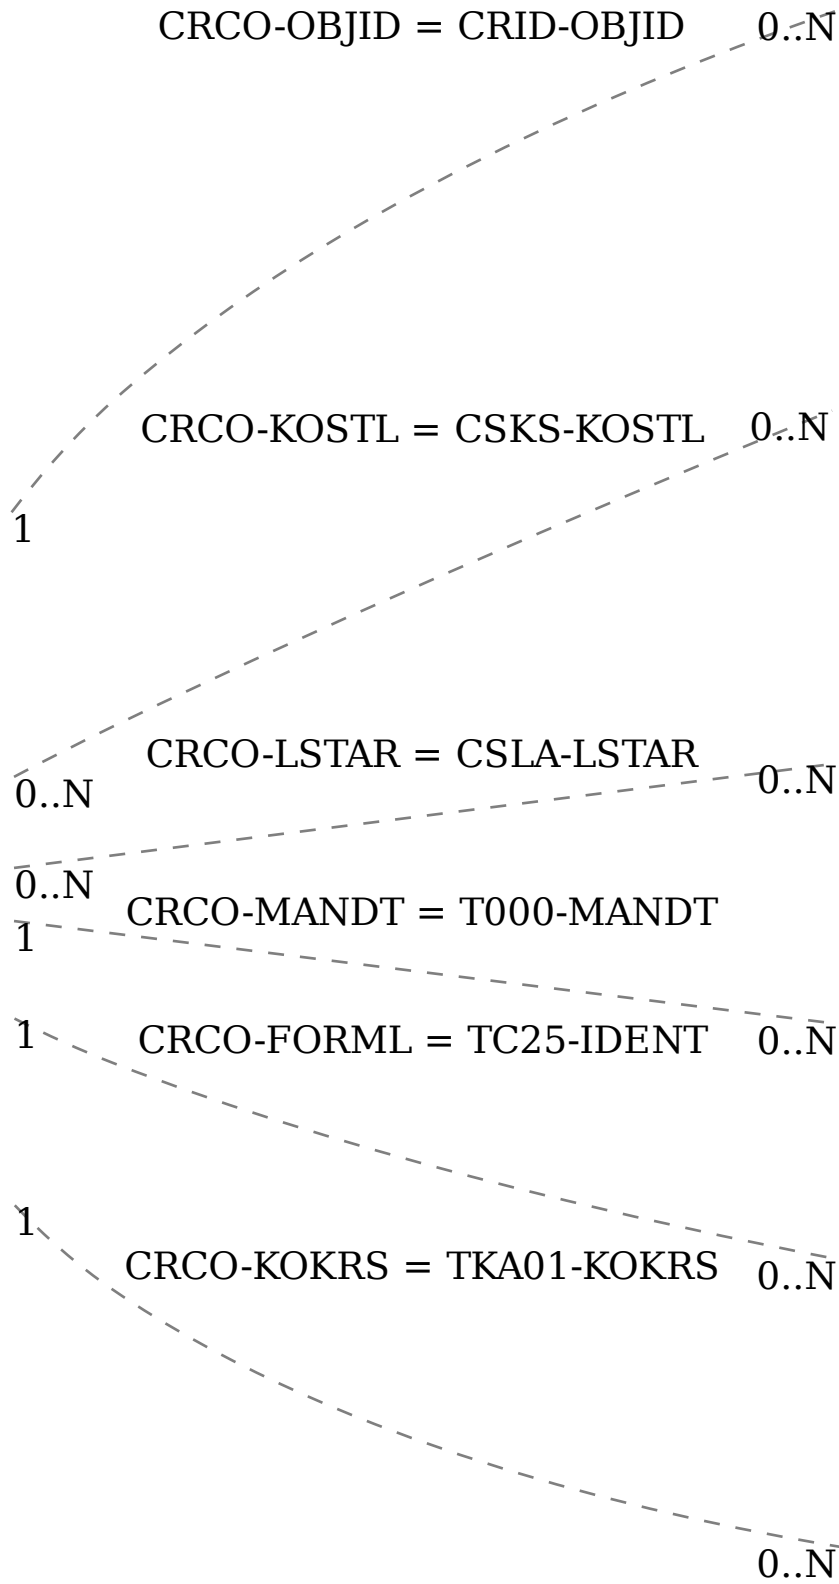 CRCO-OBJID = CRID-OBJID 0..N
CRCO-KOSTL = CSKS-KOSTL 0..N
1
CRCO-LSTAR = CSLA-LSTAR 0..N
0..N
0..N
CRCO-MANDT = T000-MANDT
1
1 CRCO-FORML = TC25-IDENT 0..N
1
CRCO-KOKRS = TKA01-KOKRS 0..N
0..N